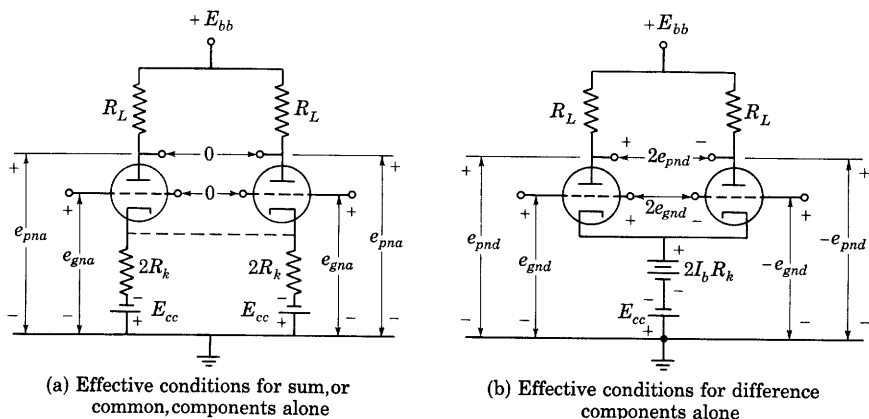 + E_bb
R_L
R_L
0
0
+
+
+
+
+
+
e_pna
e_gna
2R_k
2R_k
e_gna
e_pna
−
−
E_cc
E_cc
+
+
−
−
−
−
(a) Effective conditions for sum, or
common, components alone
+ E_bb
R_L
R_L
+ 2e_pnd −
+
+
+ 2e_gnd −
+
+
e_pnd
e_gnd
+
2I_bR_k
−
−e_gnd
−e_pnd
−
E_cc
+
−
−
−
−
(b) Effective conditions for difference
components alone